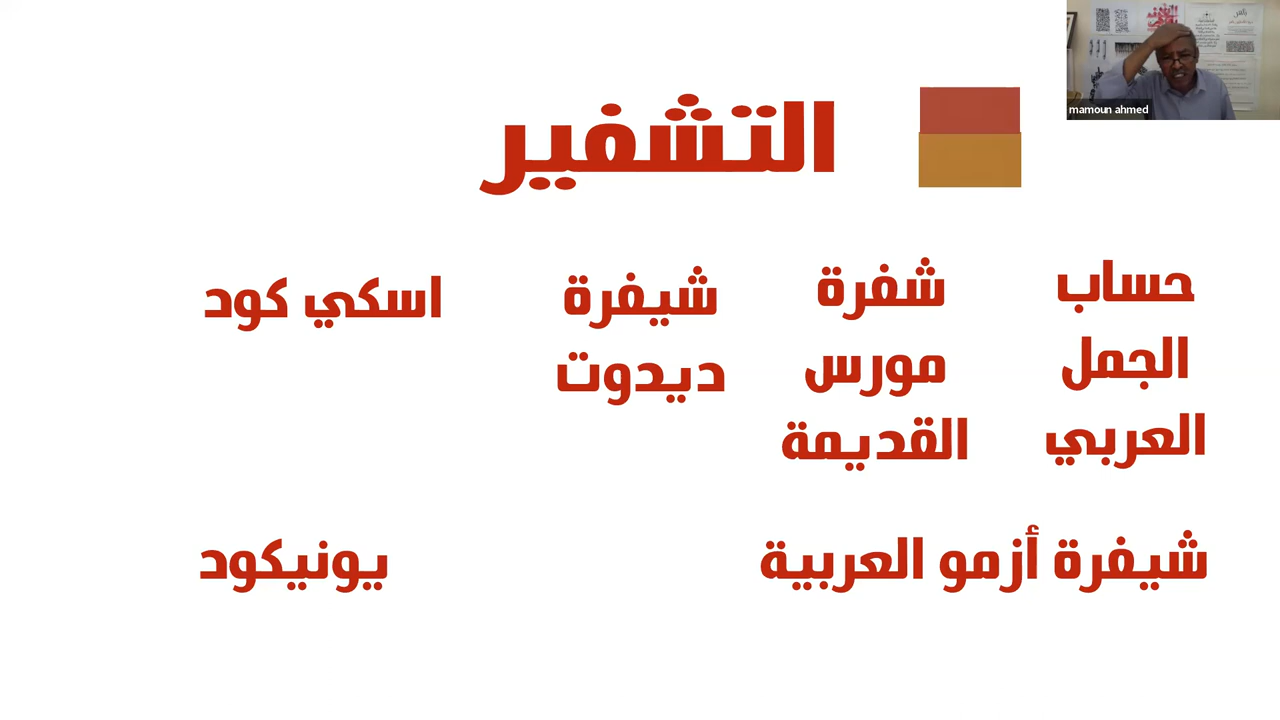 التشفير
حساب
الجمل
العربي
شفرة
مورس
القديمة
شيفرة
ديدوت
اسكي كود
شيفرة أزمو العربية
يونيكود
mamoun ahmed